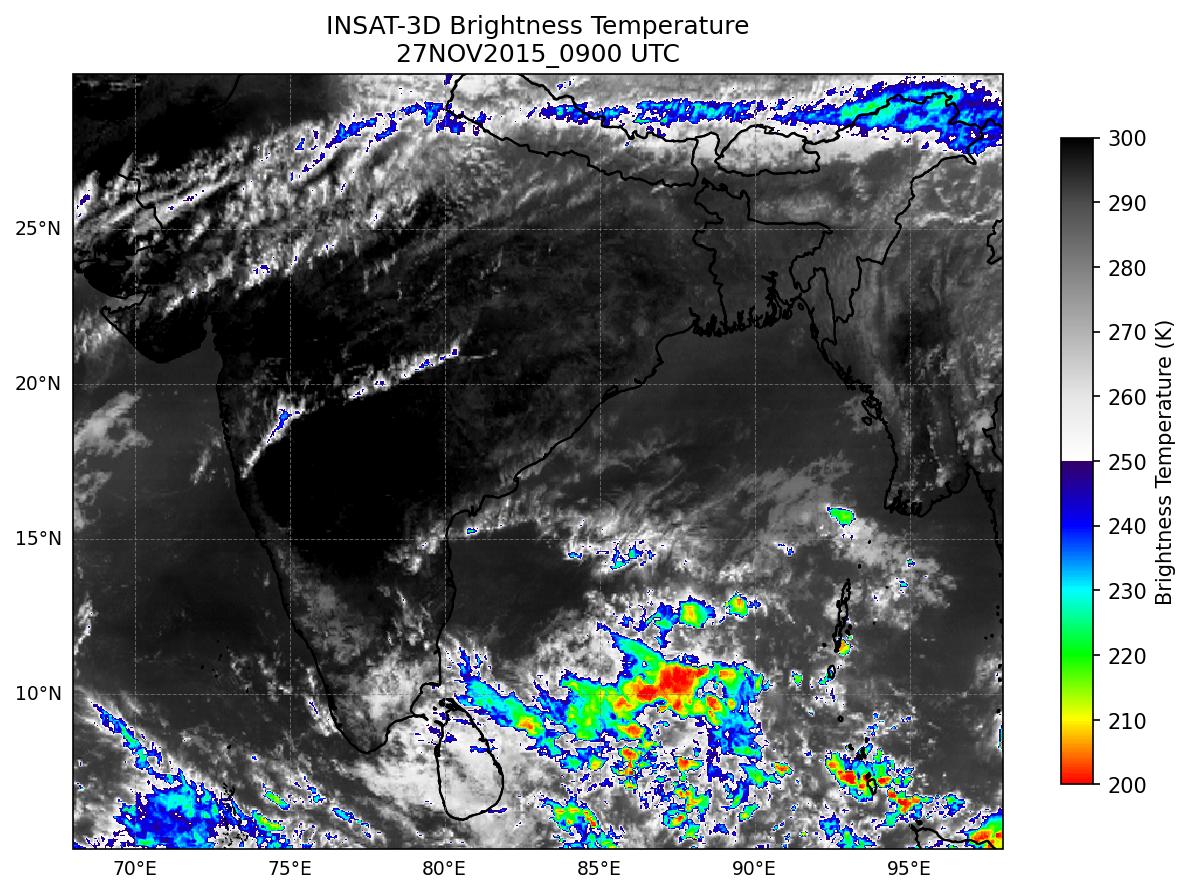 INSAT-3D Brightness Temperature
27NOV2015_0900 UTC
25°N
20°N
15°N
10°N
70°E
75°E
80°E
85°E
90°E
95°E
300
290
280
270
260
250
240
230
220
210
200
Brightness Temperature (K)